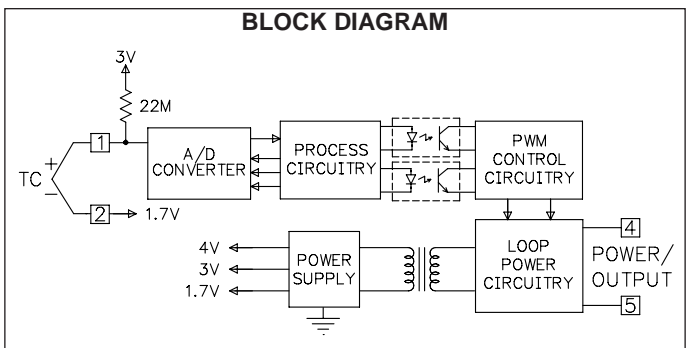 BLOCK DIAGRAM
3V
22M
1
A/D
CONVERTER
PROCESS
CIRCUITRY
PWM
CONTROL
CIRCUITRY
+
TC
−
2
1.7V
4V
3V
1.7V
POWER
SUPPLY
LOOP
POWER
CIRCUITRY
4
POWER/
OUTPUT
5